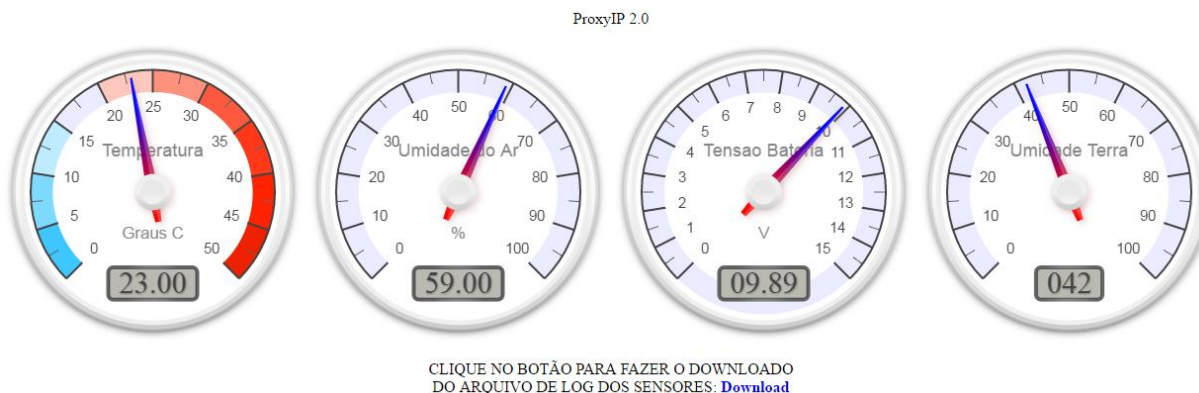 ProxyIP 2.0
0 5 10 15 20 25 30 35 40 45 50
Temperatura
Graus C
23.00
0 10 20 30 40 50 60 70 80 90 100
Umidade do Ar
%
59.00
0 1 2 3 4 5 6 7 8 9 10 11 12 13 14 15
Tensao Bateria
V
09.89
0 10 20 30 40 50 60 70 80 90 100
Umidade Terra
042
CLIQUE NO BOTÃO PARA FAZER O DOWNLOADO
DO ARQUIVO DE LOG DOS SENSORES: Download